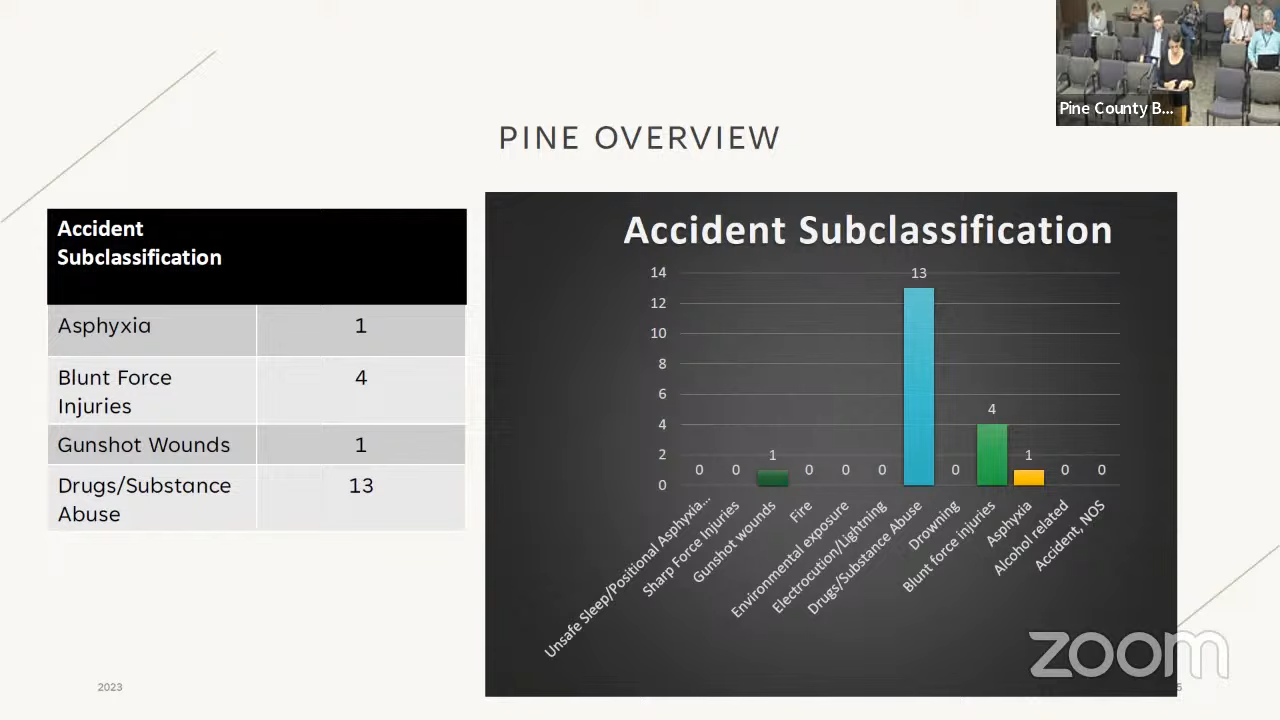 Pine County B...
PINE OVERVIEW
Accident
Subclassification
Asphyxia 1
Blunt Force
Injuries 4
Gunshot Wounds 1
Drugs/Substance
Abuse 13
Accident Subclassification
14
12
10
8
6
4
2
0
0 0 1 0 0 0 13 0 4 1 0 0
Unsafe Sleep/Positional Asphyxia...
Sharp Force Injuries
Gunshot wounds
Fire
Environmental exposure
Electrocution/Lightning
Drugs/Substance Abuse
Drowning
Blunt force injuries
Asphyxia
Alcohol related
Accident, NOS
2023
zoom
5